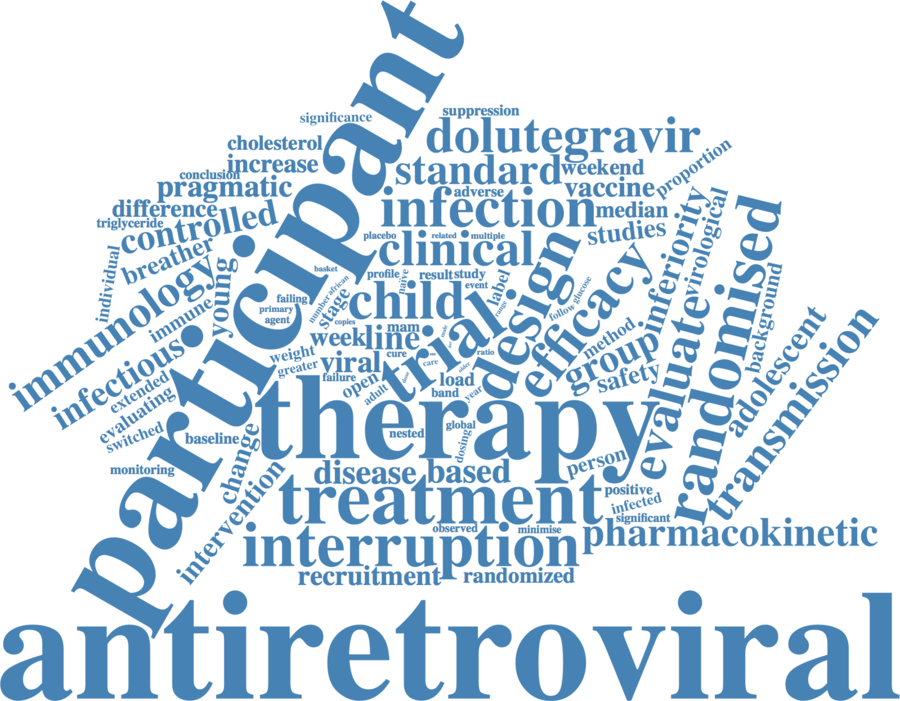 participant
significance
suppression
cholesterol
dolutegravir
increase
standard
weekend
proportion
conclusion
pragmatic
adverse
vaccine
difference
infection
median
triglyceride
controlled
studies
placebo
related
multiple
breather
clinical
inferiority
virological
randomised
individual
young
basket
profile
naive
result
study
event
label
design
efficacy
glucose
follow
background
immunology
immune
failing
primary
agent
number
african
stage
copies
child
range
trial
week
line
mam
method
group
evaluate
adolescent
transmission
infectious
weight
greater
viral
failure
cure
care
ratio
older
safety
extended
evaluating
switched
open
adult
load
band
year
therapy
baseline
change
nested
global
dosing
person
monitoring
disease
based
intervention
treatment
positive
infected
significant
observed
minimise
interruption
pharmacokinetic
recruitment
randomized
antiretroviral